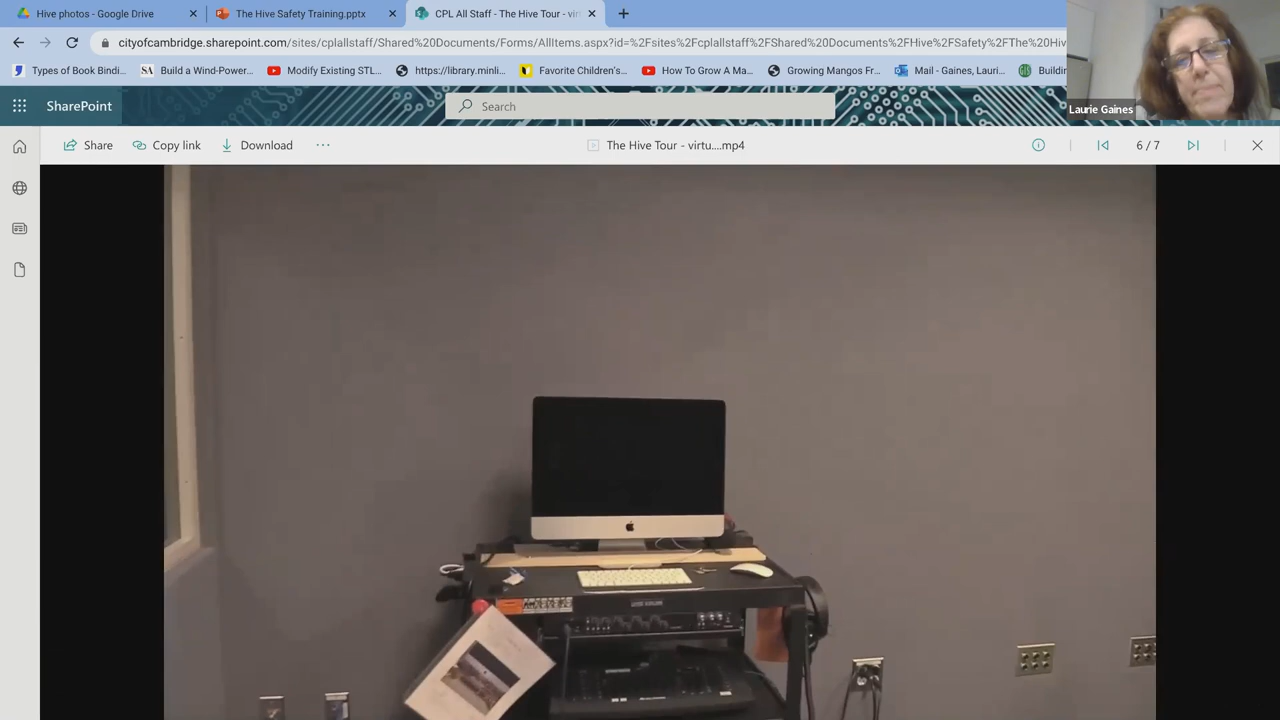 Hive photos - Google Drive
The Hive Safety Training.pptx
CPL All Staff - The Hive Tour - virt
cityofcambridge.sharepoint.com/sites/cplallstaff/Shared%20Documents/Forms/AllItems.aspx?id=%2Fsites%2Fcplallstaff%2FShared%20Documents%2FHive%2FSafety%2FThe%20Hiv
Types of Book Bindi...
SA Build a Wind-Power...
Modify Existing STL...
https://library.minli...
Favorite Children's...
How To Grow A Ma...
Growing Mangos Fr...
Mail - Gaines, Lauri...
Buildin
Laurie Gaines
SharePoint
Search
Share
Copy link
Download
The Hive Tour - virtu....mp4
6 / 7